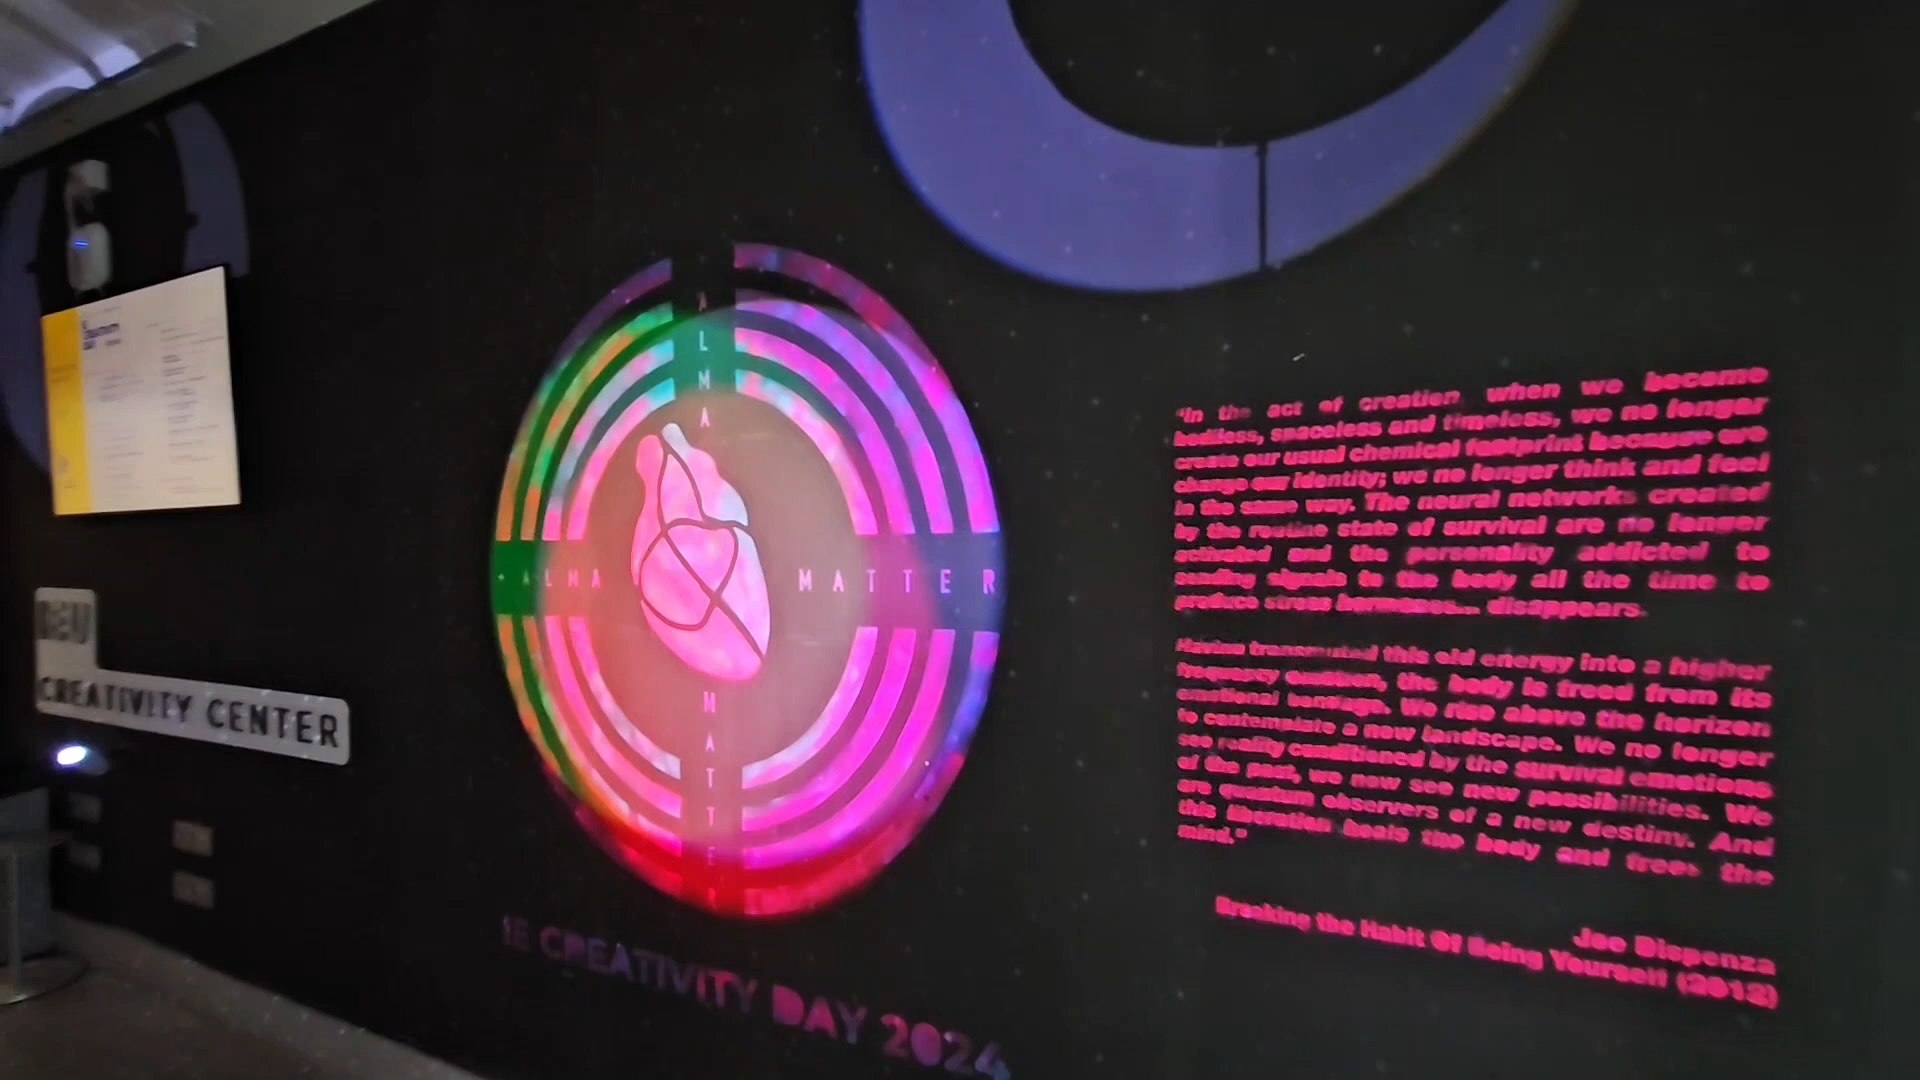 ALMA
ALMA MATTER
MATTER
IE CREATIVITY DAY 2024
CREATIVITY CENTER
"In the act of creation when we become
bodiless, spaceless and timeless, we no longer
create our usual chemical footprint because we
change our identity; we no longer think and feel
in the same way. The neural networks created
by the routine state of survival are no longer
activated and the personality addicted to
sending signals to the body all the time to
produce stress hormones... disappears.
Having transmuted this old energy into a higher
frequency quantum, the body is freed from its
emotional bondage. We rise above the horizon
to contemplate a new landscape. We no longer
see reality conditioned by the survival emotions
of the past, we now see new possibilities. We
are quantum observers of a new destiny. And
this liberation heals the body and frees the
mind."
Joe Dispenza
Breaking the Habit Of Being Yourself (2012)